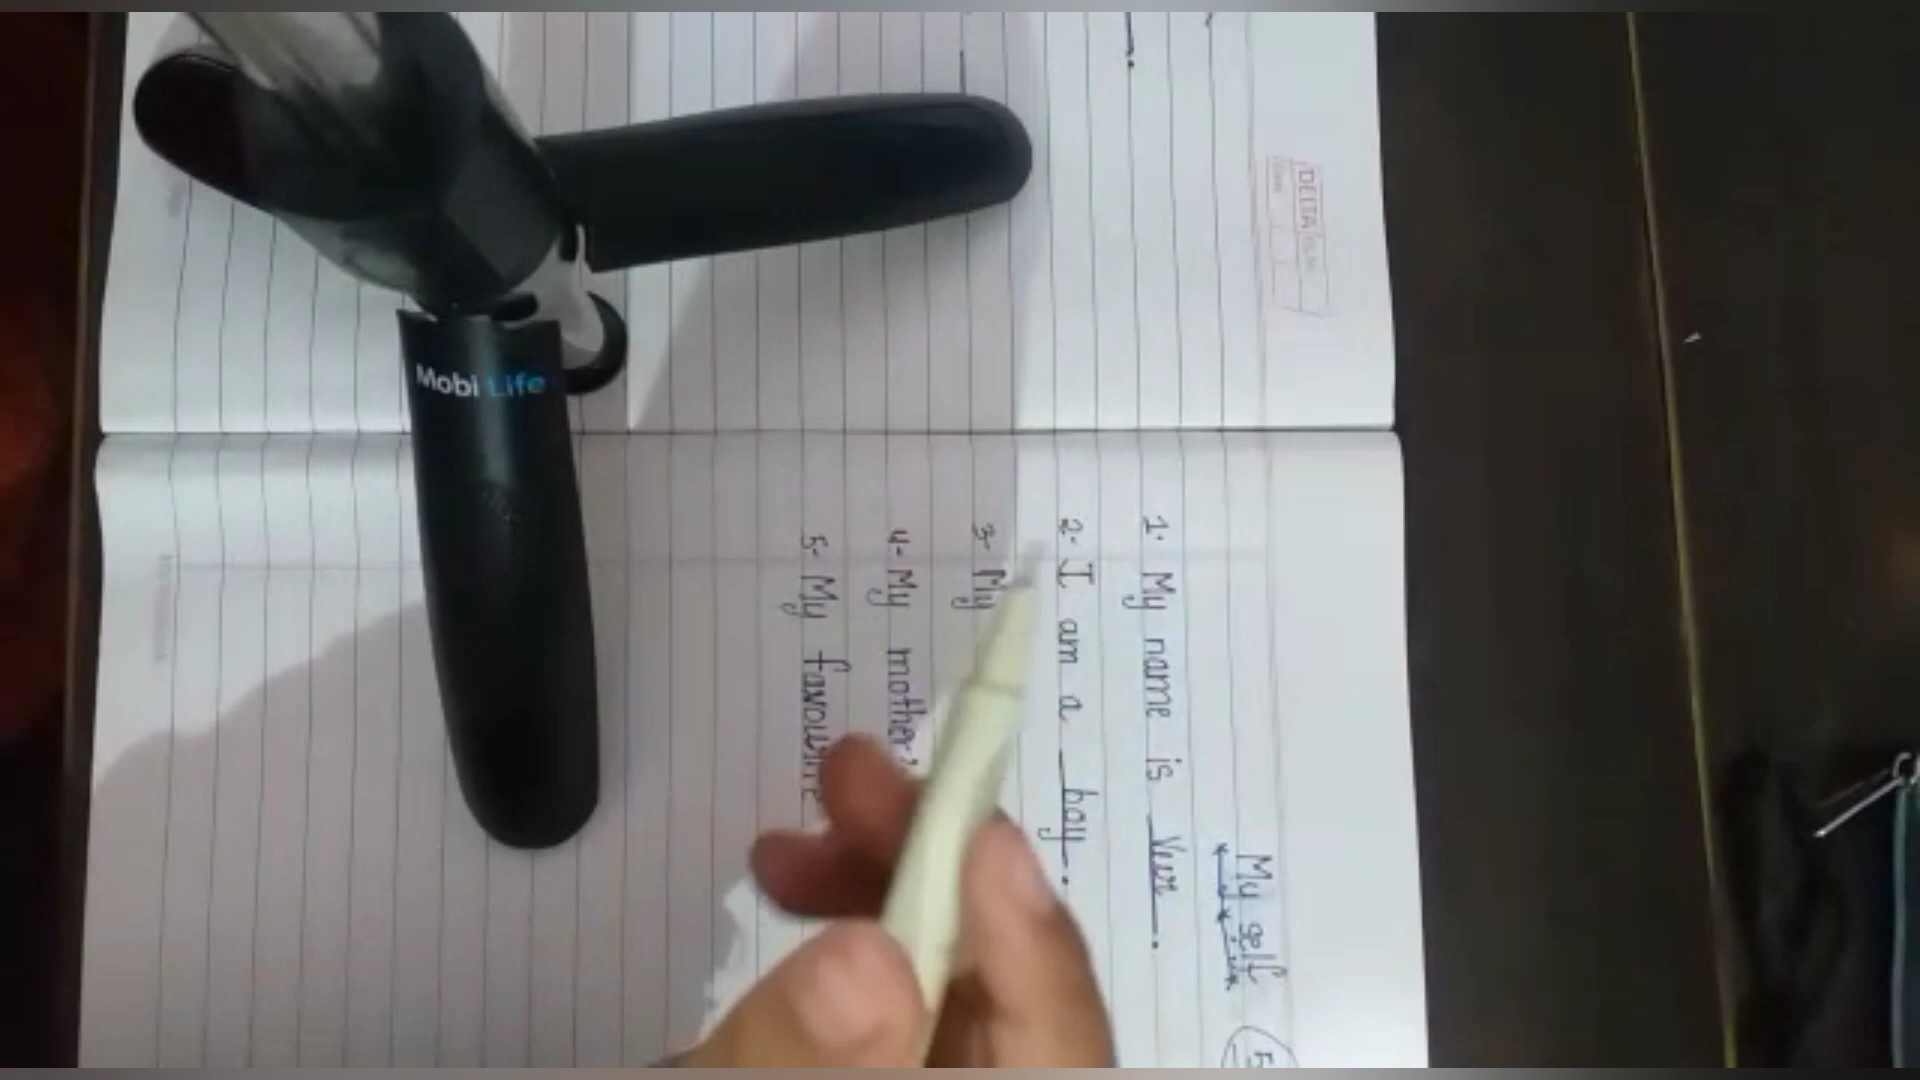 My self 5
1. My name is Veer.
2. I am a boy.
3. My
4. My mother's
5. My favourite
Mobi Life
DELTA